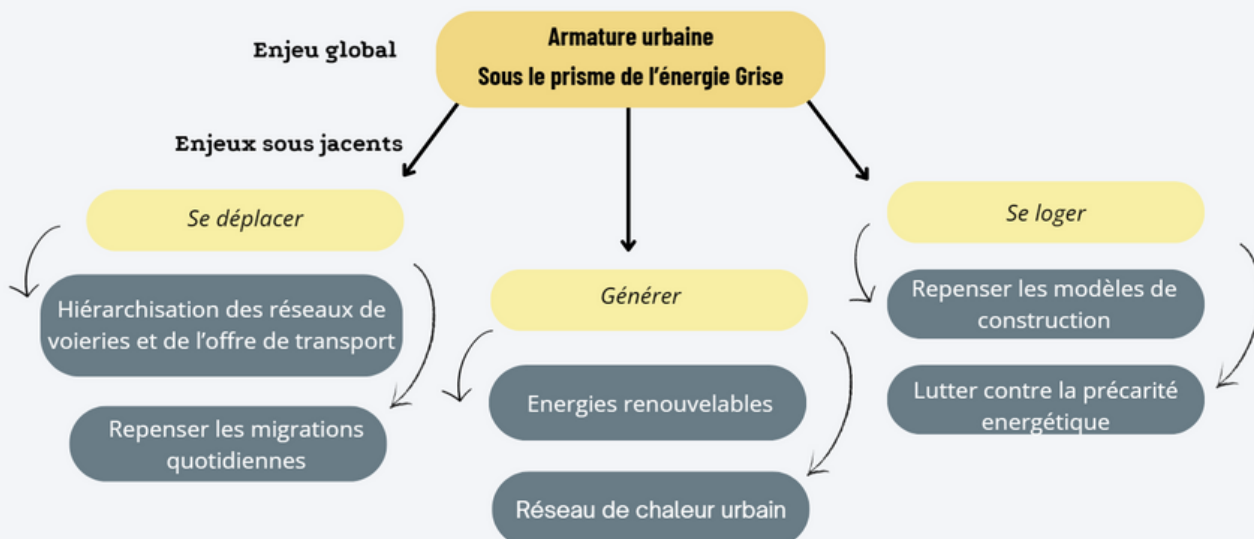 Enjeu global
Armature urbaine
Sous le prisme de l'énergie Grise
Enjeux sous jacents
Se déplacer
Hiérarchisation des réseaux de
voieries et de l'offre de transport
Repenser les migrations
quotidiennes
Générer
Energies renouvelables
Réseau de chaleur urbain
Se loger
Repenser les modèles de
construction
Lutter contre la précarité
energétique